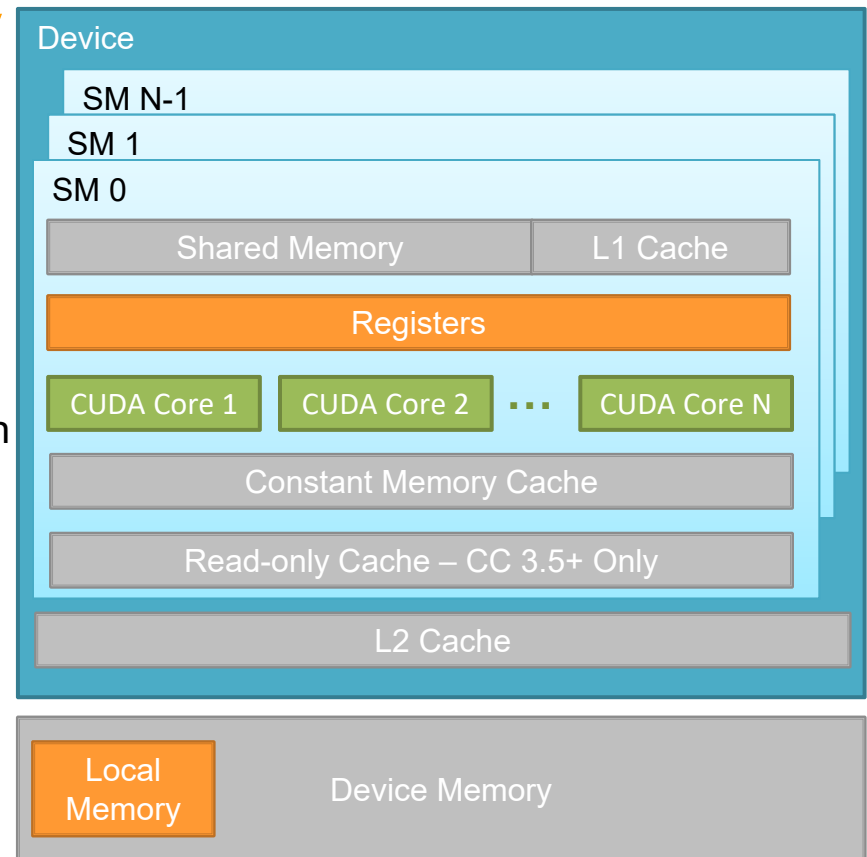 Device
SM N-1
SM 1
SM 0
Shared Memory L1 Cache
Registers
CUDA Core 1 CUDA Core 2 ... CUDA Core N
n
Constant Memory Cache
Read-only Cache – CC 3.5+ Only
L2 Cache
Local
Memory
Device Memory